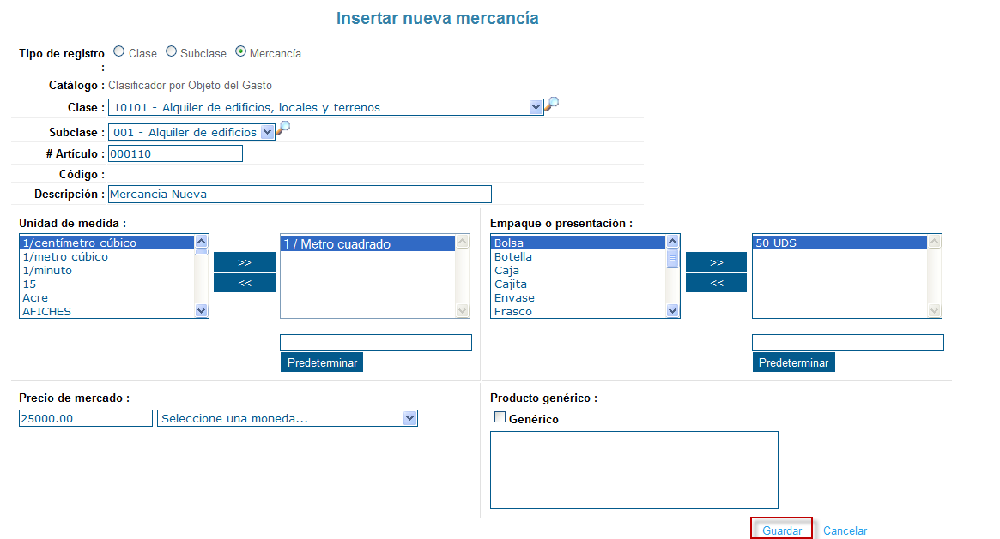 Insertar nueva mercancía
Tipo de registro : Clase Subclase Mercancía
Catálogo : Clasificador por Objeto del Gasto
Clase : 10101 - Alquiler de edificios, locales y terrenos
Subclase : 001 - Alquiler de edificios
# Artículo : 000110
Código :
Descripción : Mercancia Nueva
Unidad de medida :
1/centímetro cúbico
1/metro cúbico
1/minuto
15
Acre
AFICHES
>>
<<
1 / Metro cuadrado
Predeterminar
Empaque o presentación :
Bolsa
Botella
Caja
Cajita
Envase
Frasco
>>
<<
50 UDS
Predeterminar
Precio de mercado :
25000.00 Seleccione una moneda...
Producto genérico :
Genérico
Guardar Cancelar